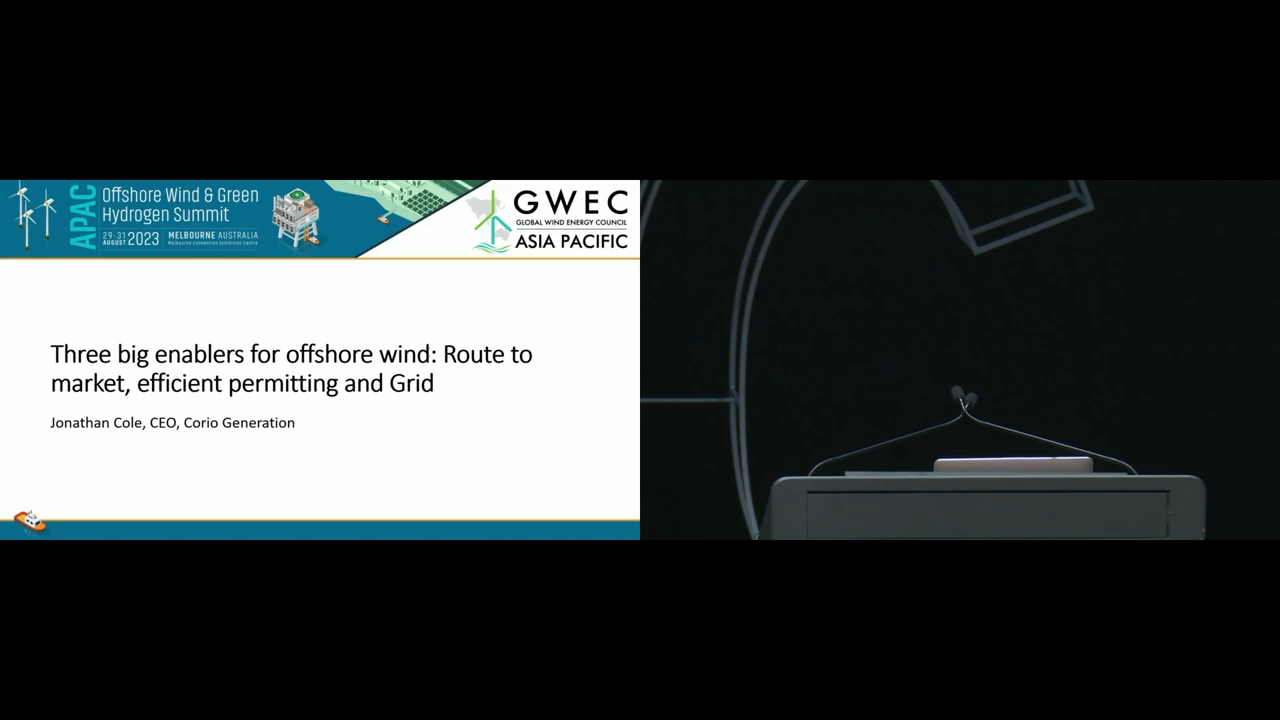 APAC
Offshore Wind & Green
Hydrogen Summit
29-31
AUGUST 2023
MELBOURNE AUSTRALIA
Melbourne Convention Exhibition Centre
GWEC
GLOBAL WIND ENERGY COUNCIL
ASIA PACIFIC
Three big enablers for offshore wind: Route to
market, efficient permitting and Grid
Jonathan Cole, CEO, Corio Generation